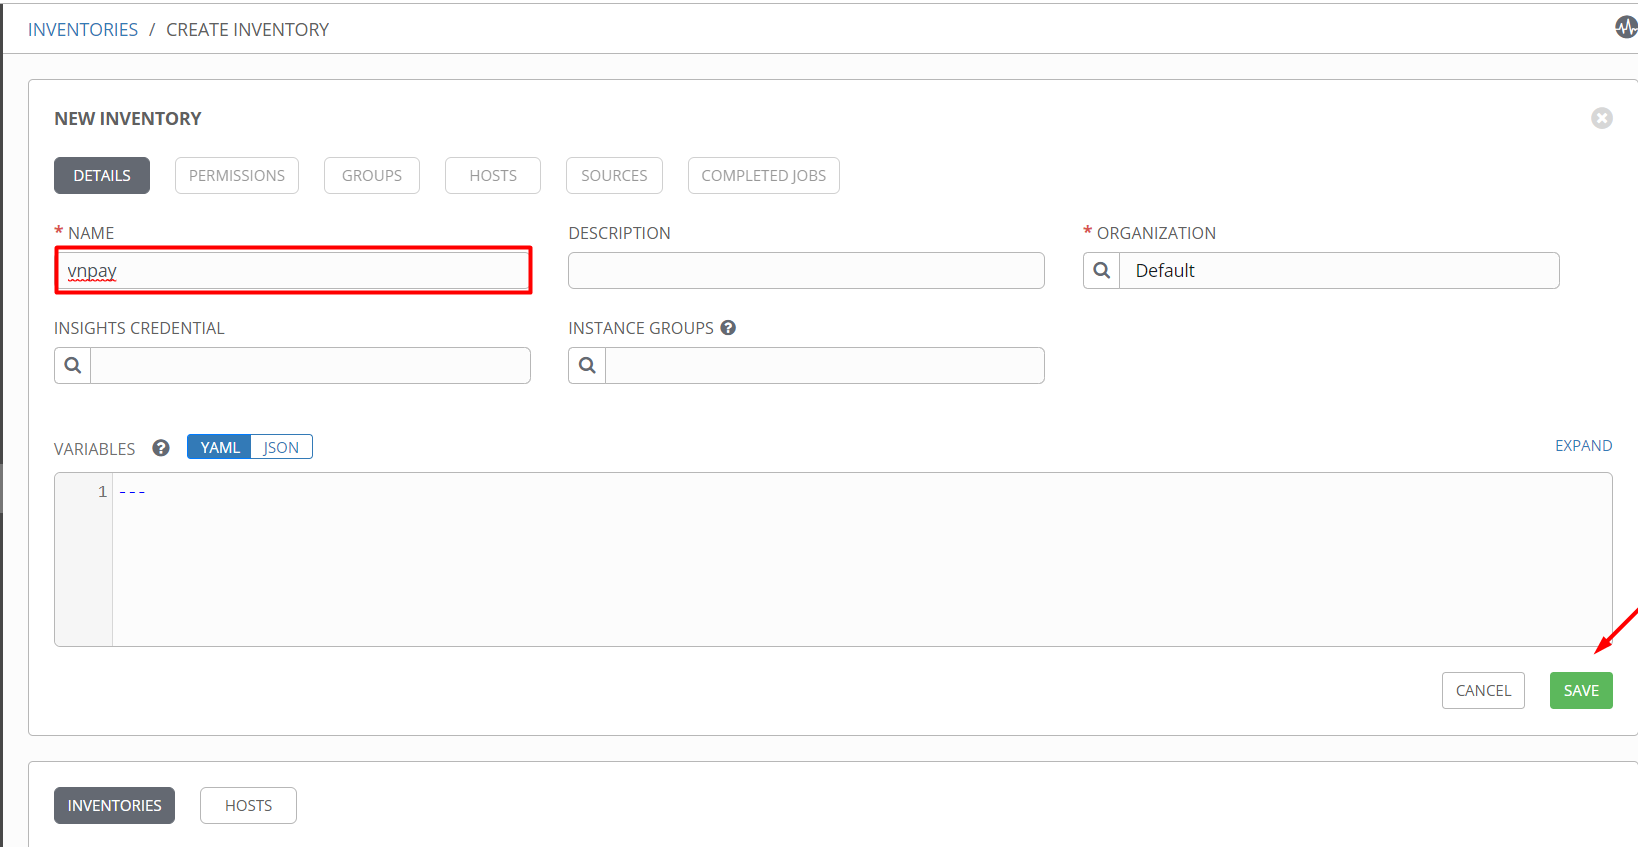 INVENTORIES / CREATE INVENTORY
NEW INVENTORY
DETAILS PERMISSIONS GROUPS HOSTS SOURCES COMPLETED JOBS
* NAME DESCRIPTION * ORGANIZATION
vnpay Default
INSIGHTS CREDENTIAL INSTANCE GROUPS ?
VARIABLES ? YAML JSON EXPAND
1 ---
CANCEL SAVE
INVENTORIES HOSTS